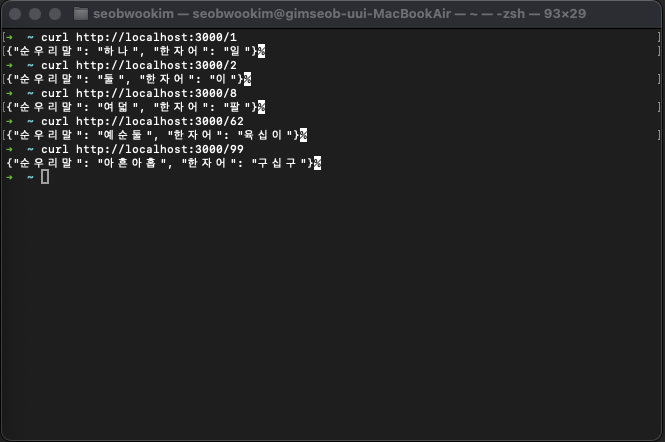 seobwookim — seobwookim@gimseob-uui-MacBookAir — ~ — -zsh — 93×29
[➜  ~ curl http://localhost:3000/1 ]
[{"순우리말": "하나", "한자어": "일"}% ]
➜  ~ curl http://localhost:3000/2
[{"순우리말": "둘", "한자어": "이"}% ]
➜  ~ curl http://localhost:3000/8
[{"순우리말": "여덟", "한자어": "팔"}% ]
➜  ~ curl http://localhost:3000/62
[{"순우리말": "예순둘", "한자어": "육십이"}% ]
➜  ~ curl http://localhost:3000/99
{"순우리말": "아흔아홉", "한자어": "구십구"}%
➜  ~